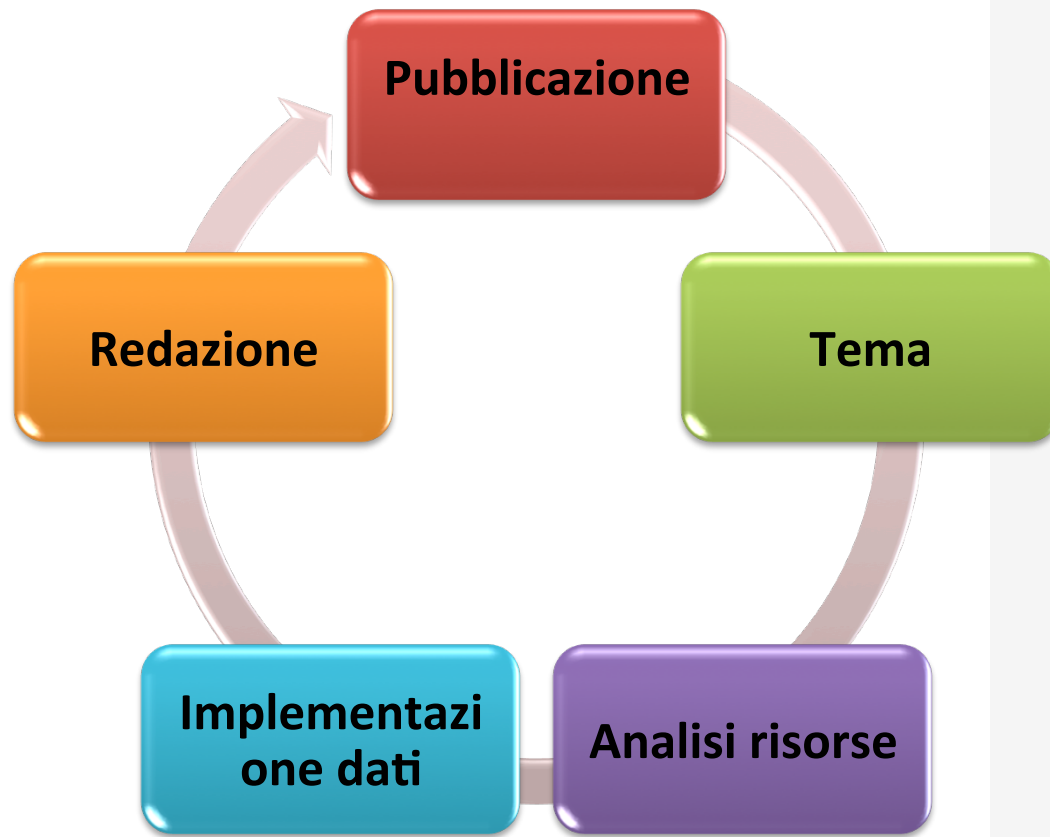 Pubblicazione
Redazione
Tema
Implementazi
one dati
Analisi risorse